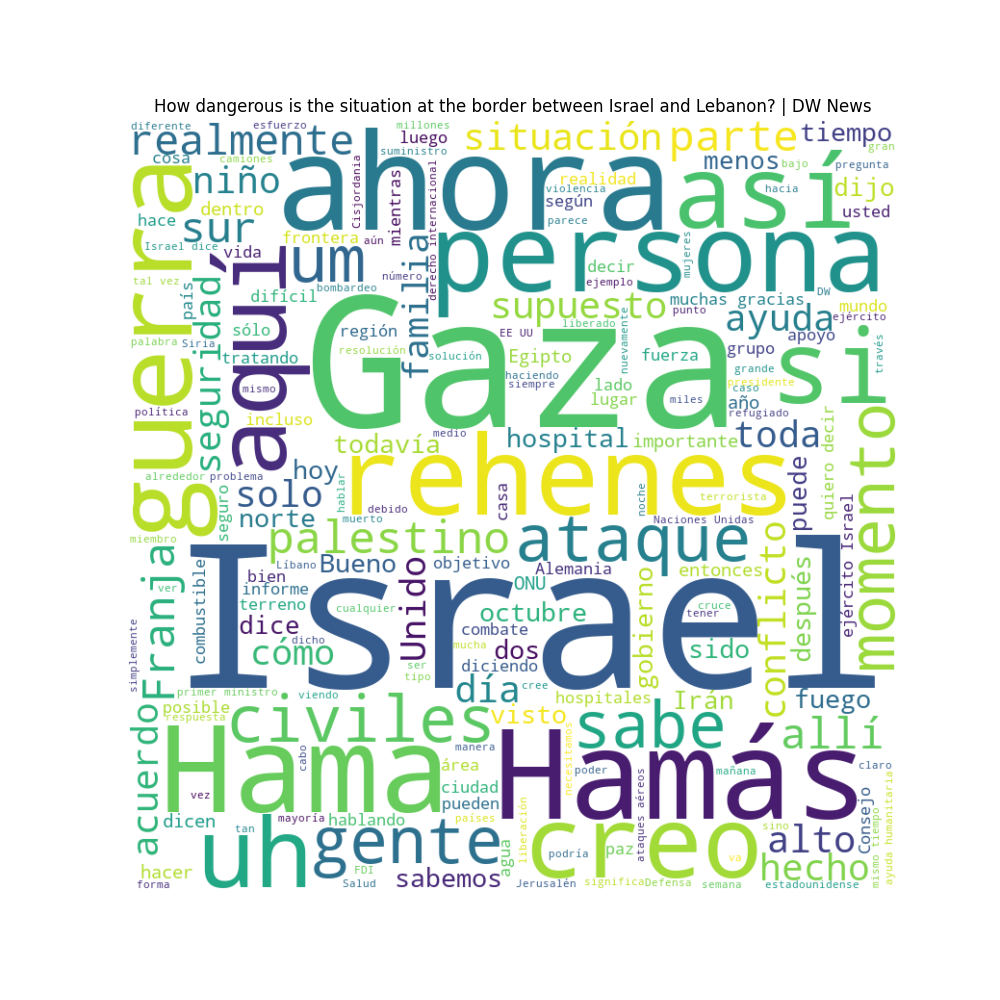 How dangerous is the situation at the border between Israel and Lebanon? | DW News
diferente
esfuerzo
millones
realmente
luego
situación
parte
tiempo
gran
cosa
camiones
suministro
ahora
menos
bajo
pregunta
guerra
niño
Cisjordania
mientras
derecho internacional
realidad
violencia
según
así
hacia
dijo
usted
hace
dentro
sur
parece
Israel dice
vida
frontera
aún
familia
persona
mujeres
tal vez
aquí
um
número
decir
ejemplo
país
seguridad
difícil
bombardeo
supuesto
muchas gracias
DW
mundo
palabra
Siria
sólo
región
Gaza
EE UU
liberado
nuevamente
punto
ayuda
ejército
apoyo
través
tratando
resolución
solución
Egipto
fuerza
grupo
si
mismo
haciendo
siempre
lado
lugar
grande
presidente
caso
año
política
incluso
miles
refugiado
todavía
medio
hospital
importante
toda
quiero decir
momento
alrededor
problema
hoy
hablar
rehenes
casa
noche
terrorista
puede
solo
seguro
norte
debido
muerto
Naciones Unidas
miembro
palestino
ataque
conflicto
ejército Israel
Franja
ver
combustible
Líbano
Bueno
objetivo
Alemania
entonces
después
bien
informe
terreno
Unido
ONU
gobierno
Israel
cualquier
octubre
cruce
tener
simplemente
dice
dicho
combate
cómo
mucha
dos
sido
ser
tipo
diciendo
día
cree
primer ministro
viendo
hospitales
Irán
fuego
acuerdo
posible
respuesta
civiles
visto
sabe
allí
Hama
cabo
manera
área
Hamás
necesitamos
poder
mañana
claro
ciudad
ataques aéreos
vez
pueden
Consejo
mismo tiempo
ayuda humanitaria
dicen
tan
mayoría
hablando
países
liberación
uh
gente
agua
creo
podría
paz
sino
alto
va
hecho
hacer
forma
FDI
Salud
sabemos
Jerusalén
significa
Defensa
semana
estadounidense